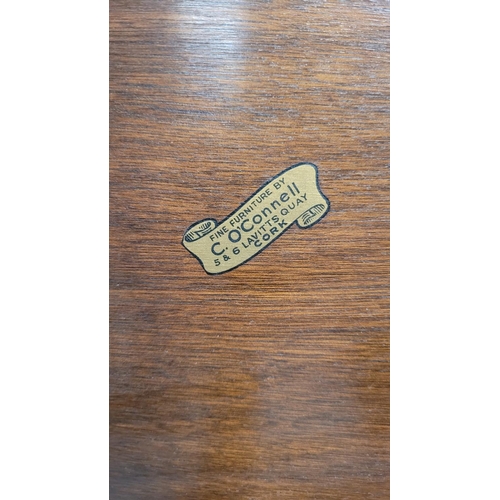 FINE FURNITURE BY
C. O'Connell
5 & 6 LAVITTS QUAY
CORK